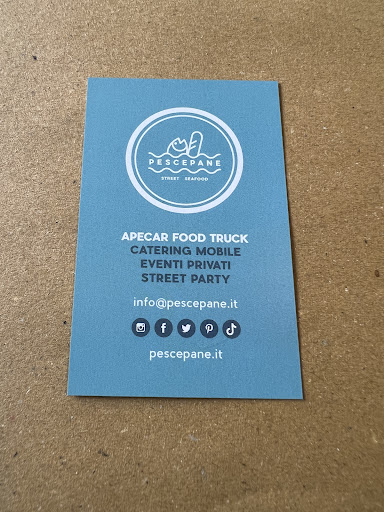 PESCEPANE
STREET SEAFOOD
APECAR FOOD TRUCK
CATERING MOBILE
EVENTI PRIVATI
STREET PARTY
info@pescepane.it
pescepane.it